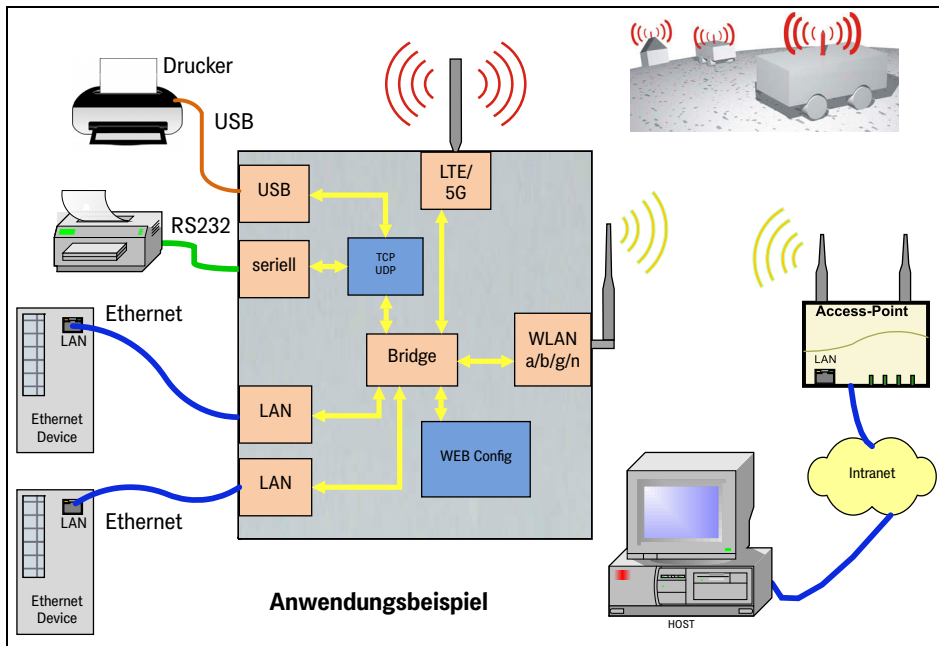 Drucker
USB
RS232
Ethernet
LAN
Ethernet
Device
LAN
Ethernet
Ethernet
Device
USB
seriell
LAN
LAN
TCP
UDP
LTE/
5G
Bridge
WLAN
a/b/g/n
WEB Config
Anwendungsbeispiel
Access-Point
LAN
Intranet
HOST